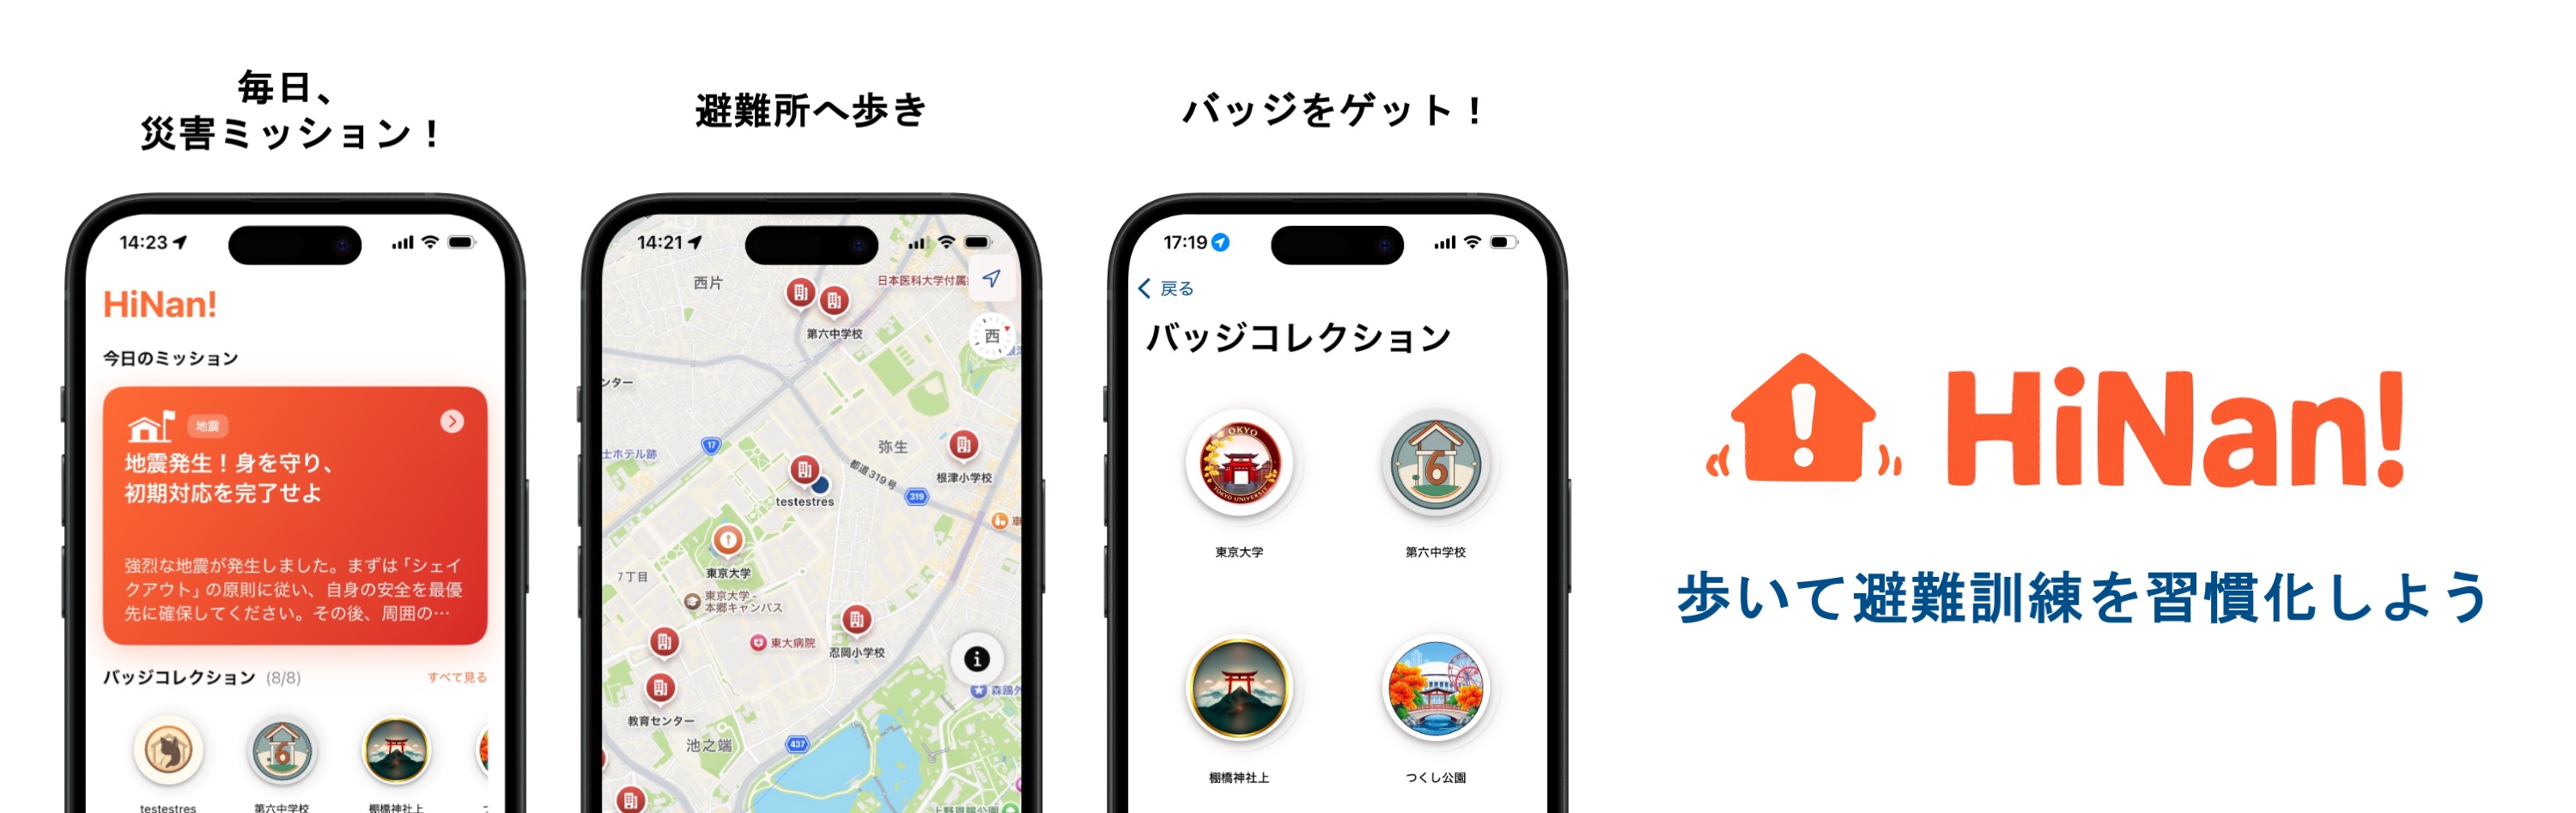 毎日、
災害ミッション！
14:23
HiNan!
今日のミッション
地震
地震発生！身を守り、
初期対応を完了せよ
強烈な地震が発生しました。まずは「シェイ
クアウト」の原則に従い、自身の安全を最優
先に確保してください。その後、周囲の…
バッジコレクション (8/8)
すべて見る
6
testestres
第六中学校
棚橋神社上
避難所へ歩き
14:21
西片
日本医科大学付属
第六中学校
西
ンター
17
弥生
士ホテル跡
都道319号
根津小学校
319
testestres
東京大学
7丁目
東京大学-
本郷キャンパス
東大病院
忍岡小学校
教育センター
池之端
437
森鴎外
バッジをゲット！
17:19
戻る
バッジコレクション
TOKYO
TOKYO UNIVERSITY
6
東京大学
第六中学校
棚橋神社上
つくし公園
HiNan!
歩いて避難訓練を習慣化しよう